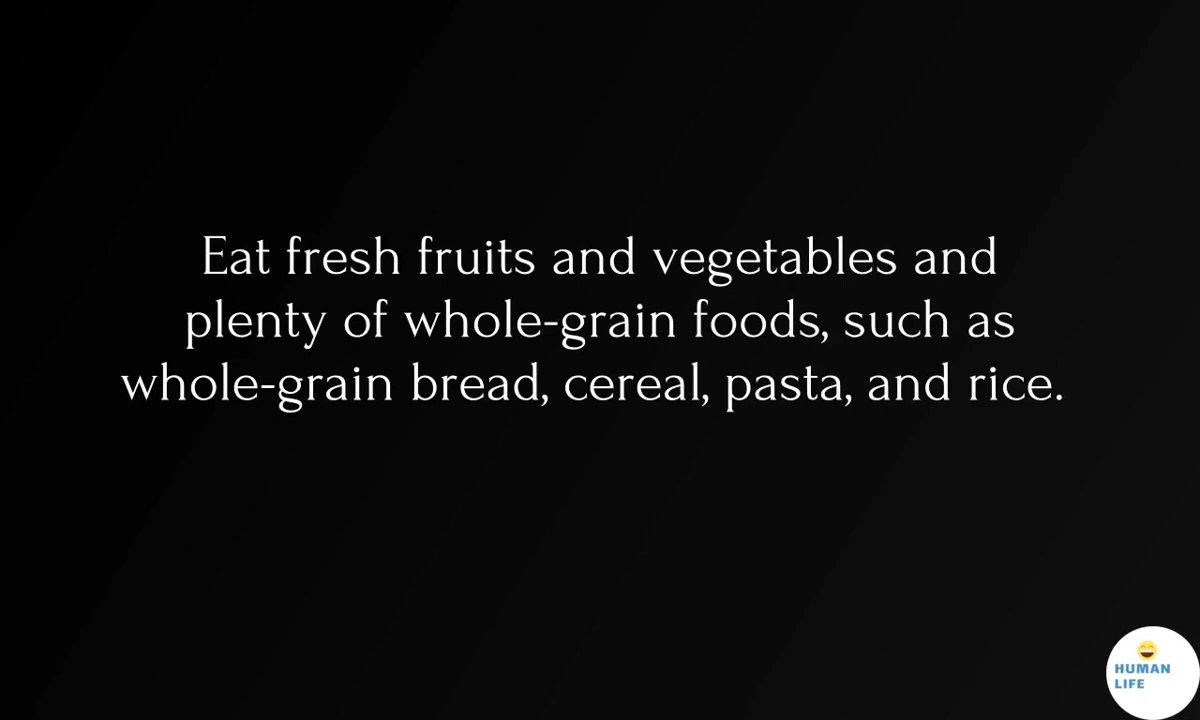 Eat fresh fruits and vegetables and
plenty of whole-grain foods, such as
whole-grain bread, cereal, pasta, and rice.
HUMAN
LIFE